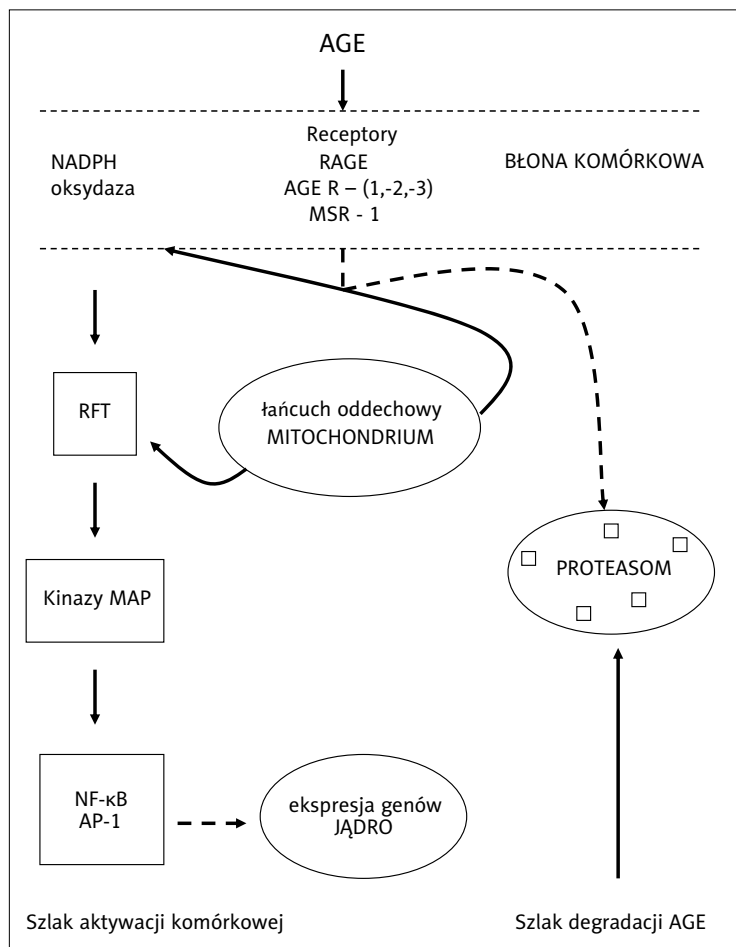 AGE
Receptory
RAGE
AGE R – (1,-2,-3)
MSR - 1
NADPH
oksydaza
BŁONA KOMÓRKOWA
RFT
łańcuch oddechowy
MITOCHONDRIUM
PROTEASOM
Kinazy MAP
NF-κB
AP-1
ekspresja genów
JĄDRO
Szlak aktywacji komórkowej
Szlak degradacji AGE